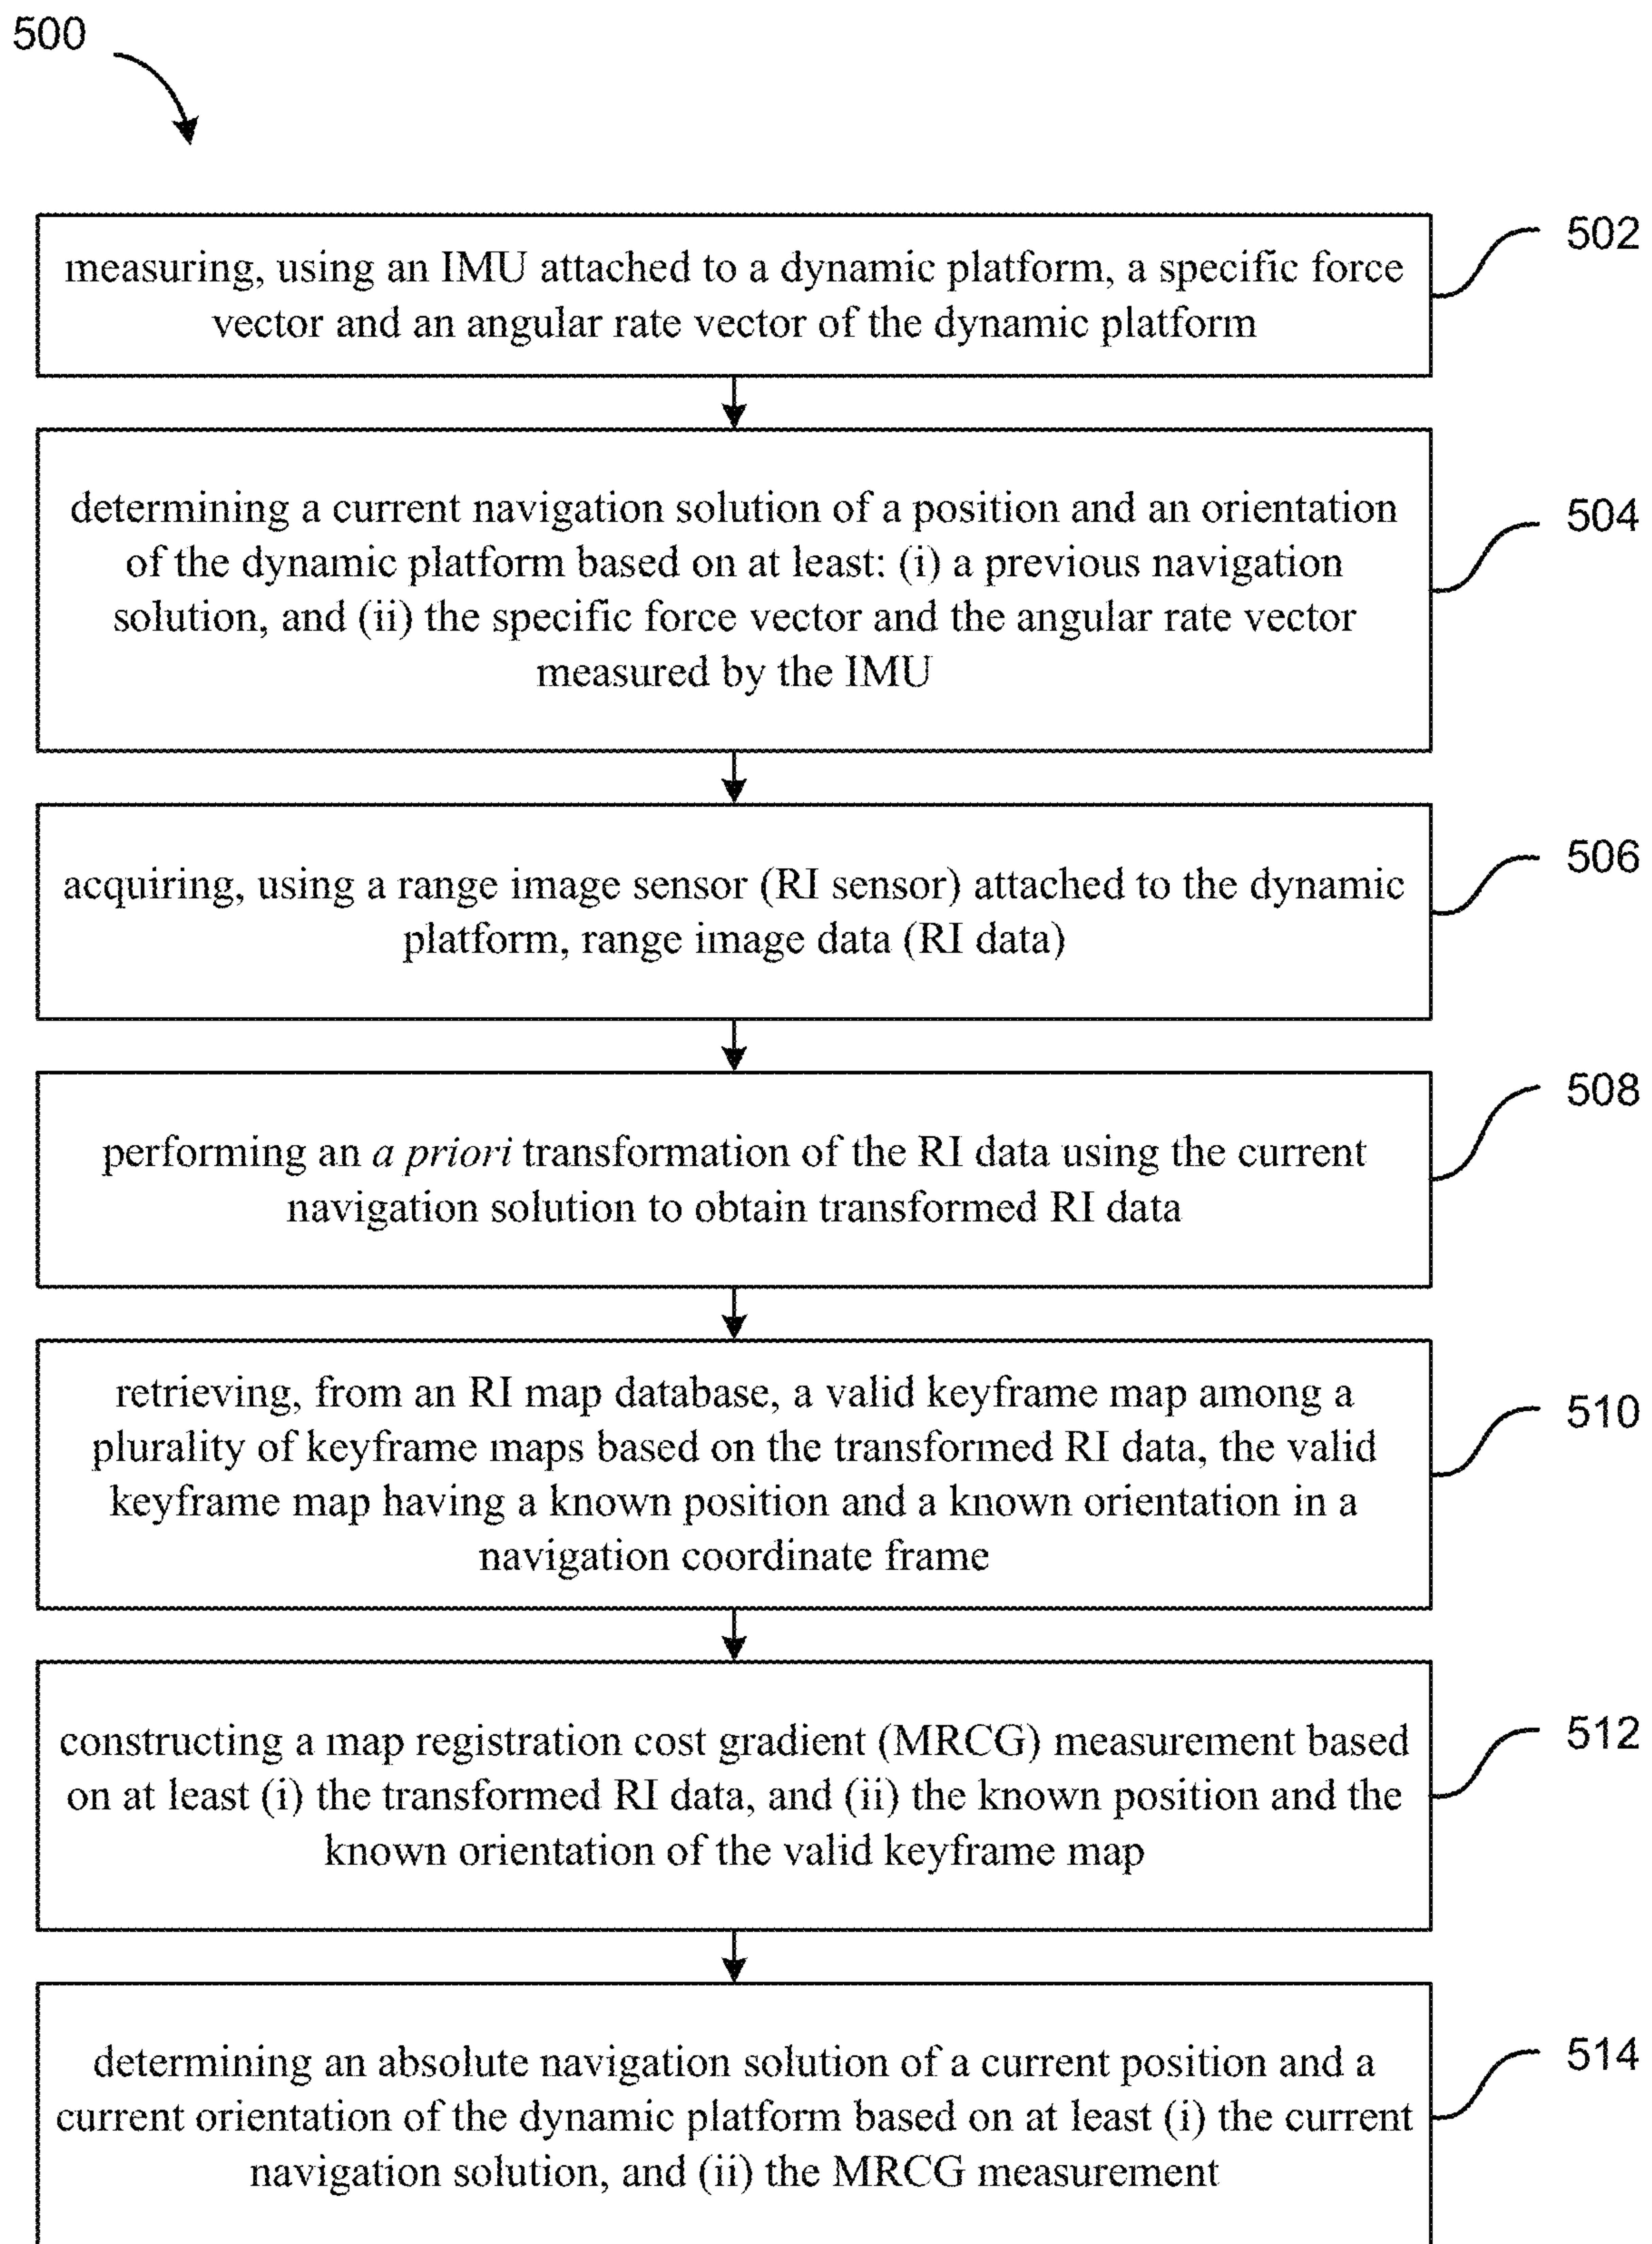 500
measuring, using an IMU attached to a dynamic platform, a specific force
vector and an angular rate vector of the dynamic platform
502
determining a current navigation solution of a position and an orientation
of the dynamic platform based on at least: (i) a previous navigation
solution, and (ii) the specific force vector and the angular rate vector
measured by the IMU
504
acquiring, using a range image sensor (RI sensor) attached to the dynamic
platform, range image data (RI data)
506
performing an a priori transformation of the RI data using the current
navigation solution to obtain transformed RI data
508
retrieving, from an RI map database, a valid keyframe map among a
plurality of keyframe maps based on the transformed RI data, the valid
keyframe map having a known position and a known orientation in a
navigation coordinate frame
510
constructing a map registration cost gradient (MRCG) measurement based
on at least (i) the transformed RI data, and (ii) the known position and the
known orientation of the valid keyframe map
512
determining an absolute navigation solution of a current position and a
current orientation of the dynamic platform based on at least (i) the current
navigation solution, and (ii) the MRCG measurement
514